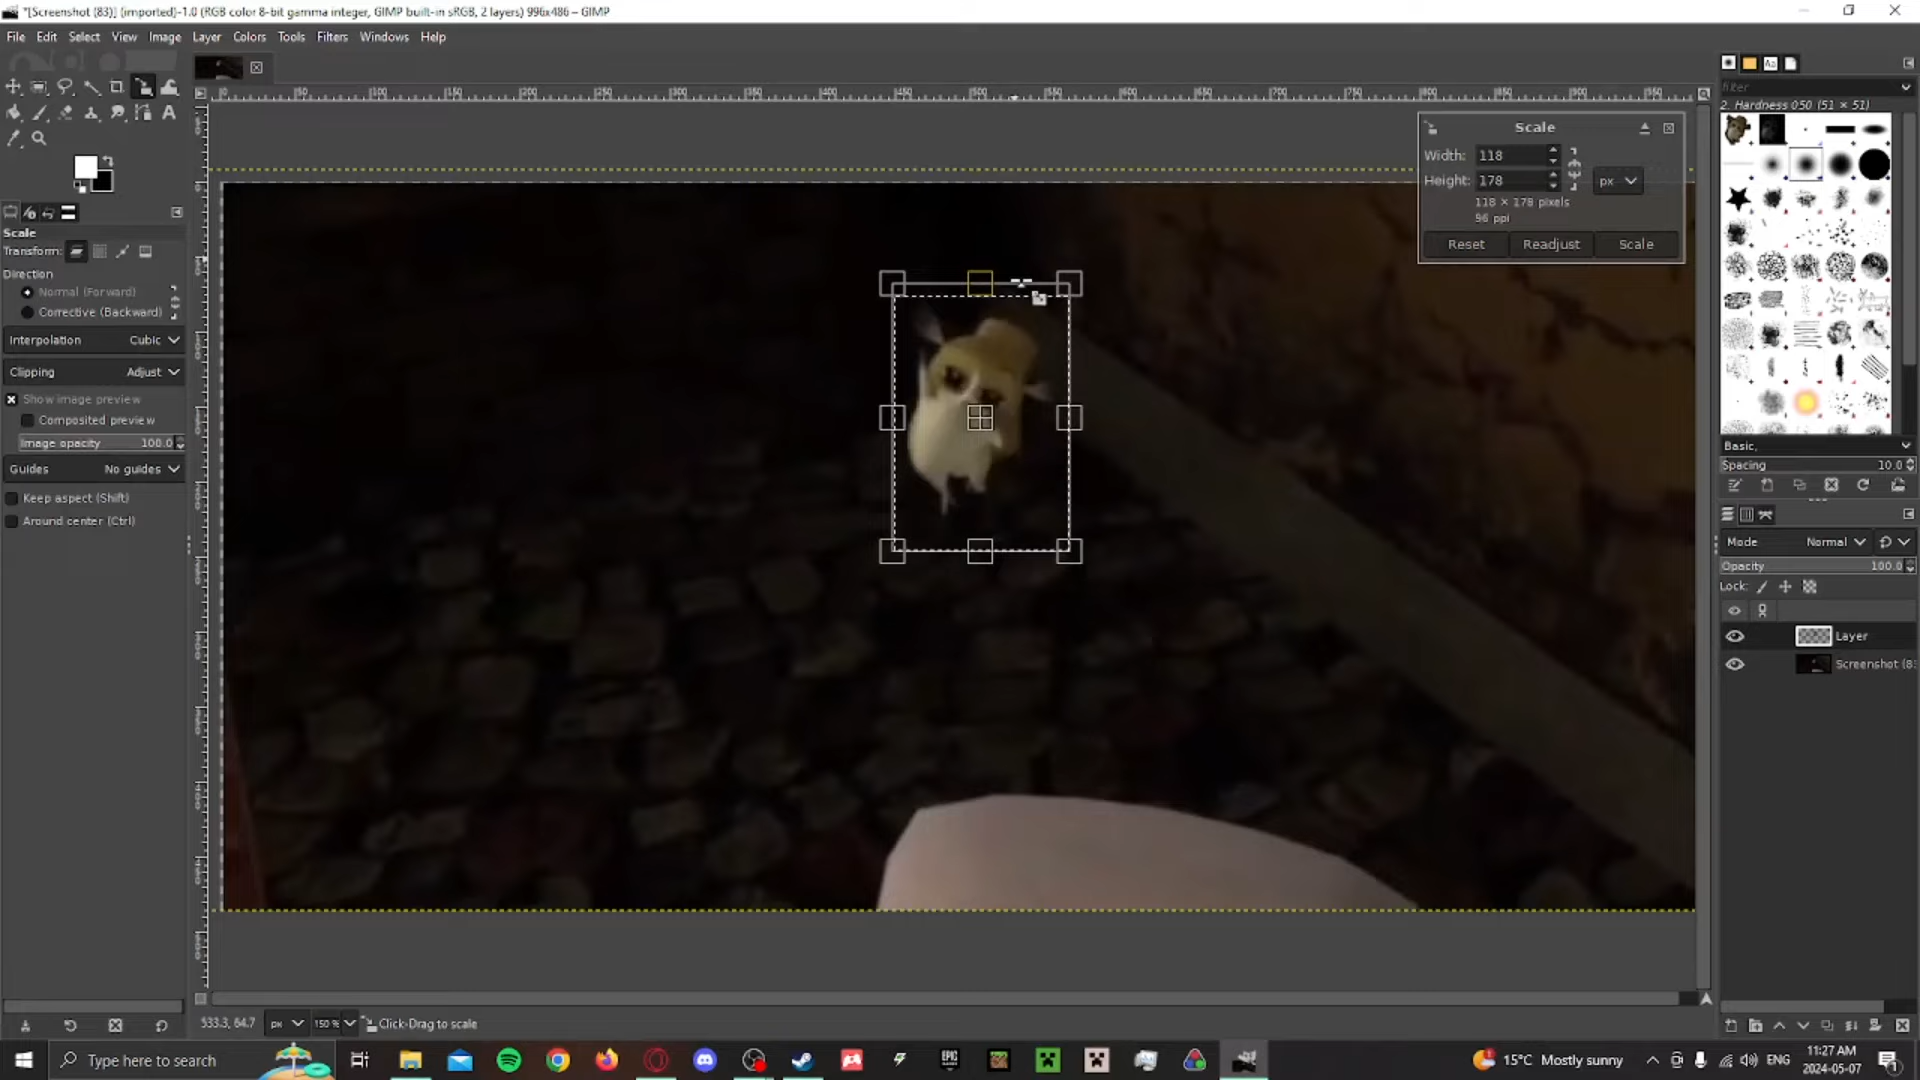 *[Screenshot (83)] (imported)-1.0 (RGB color 8-bit gamma integer, GIMP built-in sRGB, 2 layers) 996x486 – GIMP
File Edit Select View Image Layer Colors Tools Filters Windows Help
filter
2. Hardness 050 (51 × 51)
Scale
Width: 118
Height: 178
px
118 × 178 pixels
96 ppi
Reset Readjust Scale
Scale
Transform:
Direction
Normal (Forward)
Corrective (Backward)
Interpolation Cubic
Clipping Adjust
Show image preview
Composited preview
Image opacity 100.0
Guides No guides
Keep aspect (Shift)
Around center (Ctrl)
Basic,
Spacing 10.0
Mode Normal
Opacity 100.0
Lock:
Layer
Screenshot (8
533.3, 64.7 px 150 % Click-Drag to scale
Type here to search
EPIC
15°C Mostly sunny
ENG
11:27 AM
2024-05-07